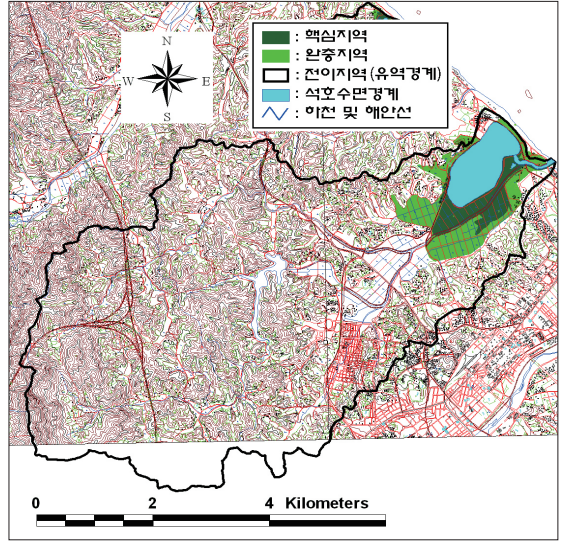 N
W E
S
: 핵심지역
: 완충지역
: 전이지역(유역경계)
: 석호수면경계
: 하천 및 해안선
0 2 4 Kilometers